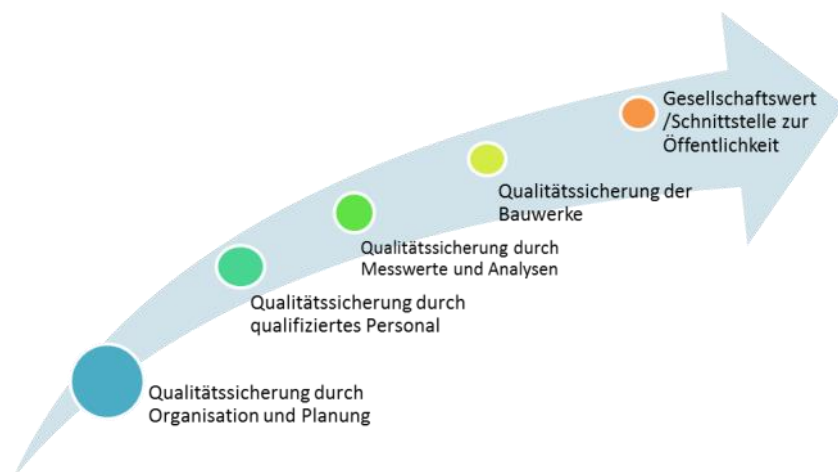 Gesellschaftswert
/Schnittstelle zur
Öffentlichkeit
Qualitätssicherung der
Bauwerke
Qualitätssicherung durch
Messwerte und Analysen
Qualitätssicherung durch
qualifiziertes Personal
Qualitätssicherung durch
Organisation und Planung